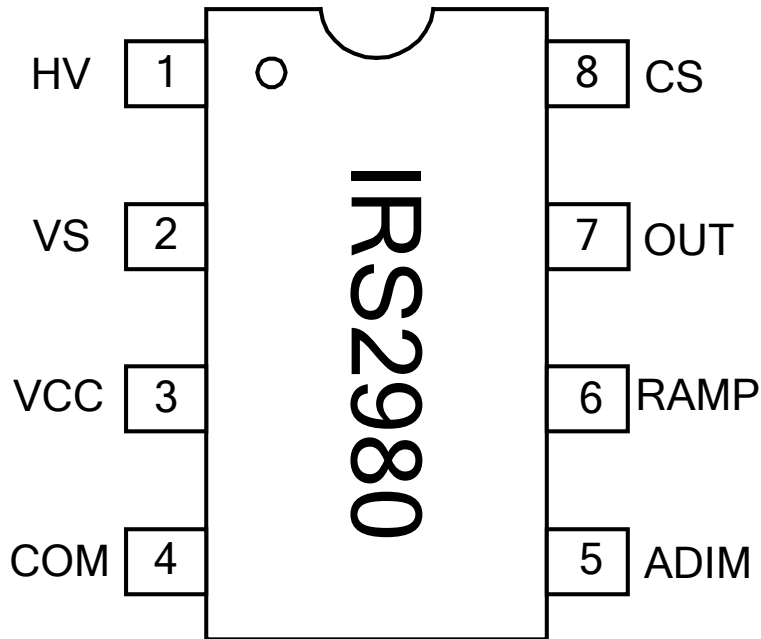 HV 1 8 CS
VS 2 7 OUT
VCC 3 6 RAMP
COM 4 5 ADIM
IRS2980